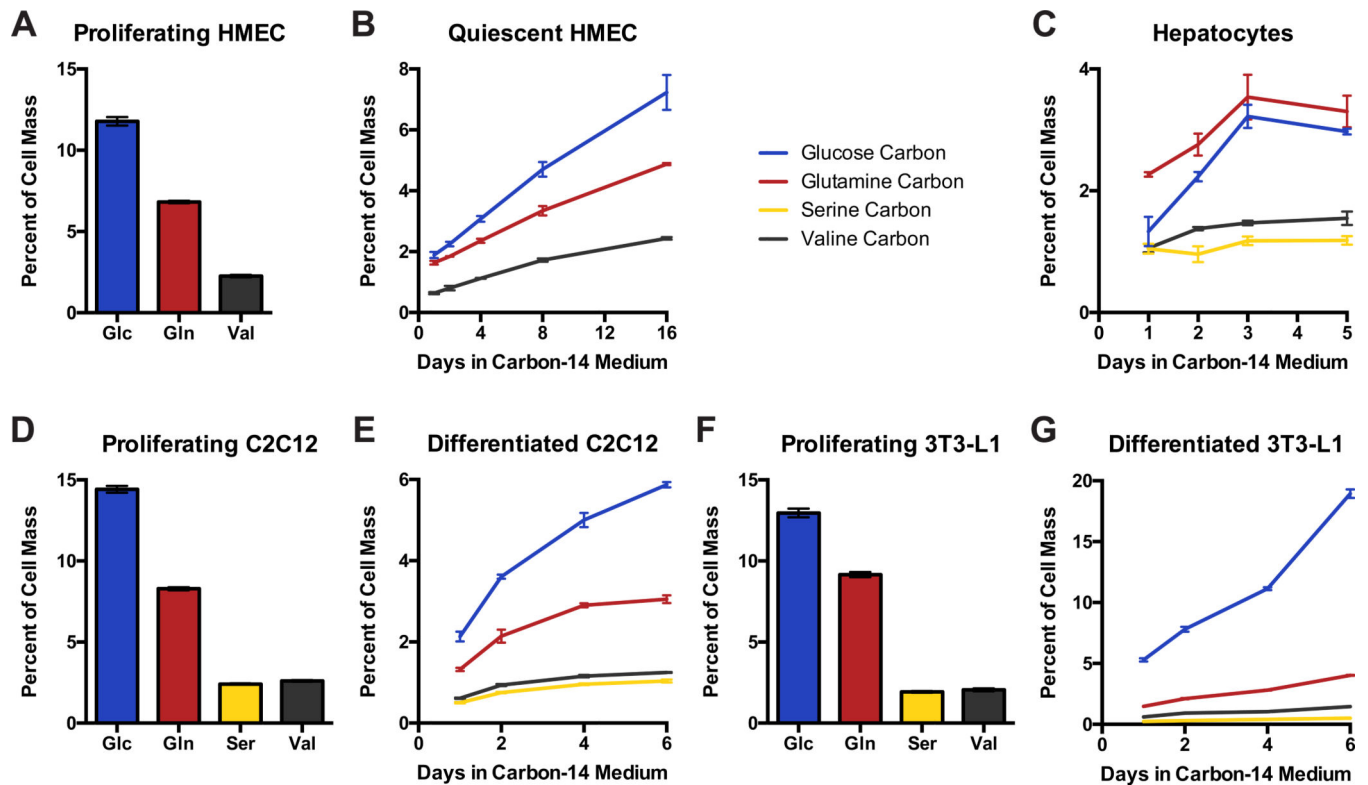 A
Proliferating HMEC
Percent of Cell Mass
15
10
5
0
Glc Gln Val
B
Quiescent HMEC
Percent of Cell Mass
8
6
4
2
0
0 4 8 12 16
Days in Carbon-14 Medium
Glucose Carbon
Glutamine Carbon
Serine Carbon
Valine Carbon
C
Hepatocytes
Percent of Cell Mass
4
2
0
0 1 2 3 4 5
Days in Carbon-14 Medium
D
Proliferating C2C12
Percent of Cell Mass
15
10
5
0
Glc Gln Ser Val
E
Differentiated C2C12
Percent of Cell Mass
6
4
2
0
0 2 4 6
Days in Carbon-14 Medium
F
Proliferating 3T3-L1
Percent of Cell Mass
15
10
5
0
Glc Gln Ser Val
G
Differentiated 3T3-L1
Percent of Cell Mass
20
15
10
5
0
0 2 4 6
Days in Carbon-14 Medium